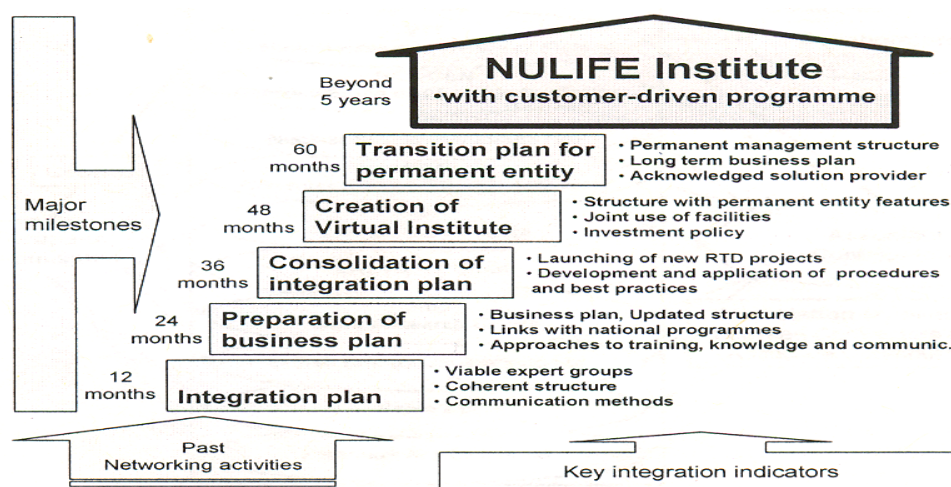 NULIFE Institute
•with customer-driven programme
Beyond
5 years
60
months
Transition plan for
permanent entity
• Permanent management structure
• Long term business plan
• Acknowledged solution provider
Major
milestones
48
months
Creation of
Virtual Institute
• Structure with permanent entity features
• Joint use of facilities
• Investment policy
36
months
Consolidation of
integration plan
• Launching of new RTD projects
• Development and application of procedures
and best practices
24
months
Preparation of
business plan
• Business plan, Updated structure
• Links with national programmes
• Approaches to training, knowledge and communic.
12
months
Integration plan
• Viable expert groups
• Coherent structure
• Communication methods
Past
Networking activities
Key integration indicators